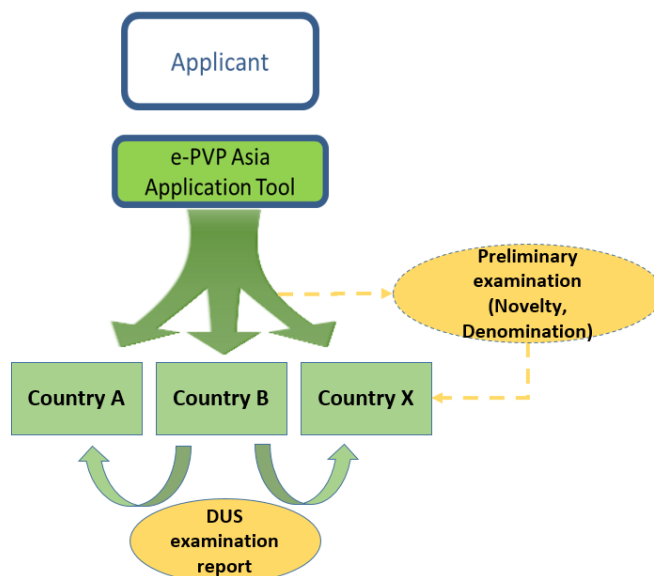 Applicant
e-PVP Asia
Application Tool
Preliminary
examination
(Novelty,
Denomination)
Country A
Country B
Country X
DUS
examination
report